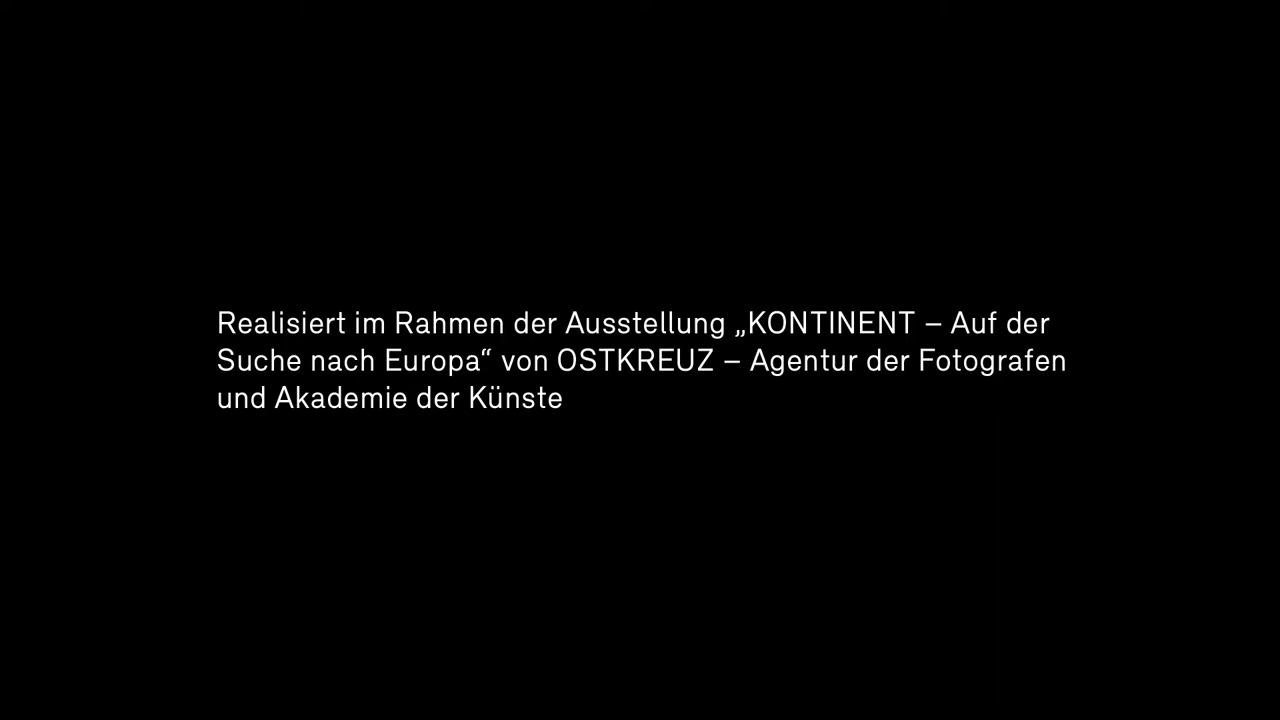 Realisiert im Rahmen der Ausstellung „KONTINENT – Auf der
Suche nach Europa“ von OSTKREUZ – Agentur der Fotografen
und Akademie der Künste